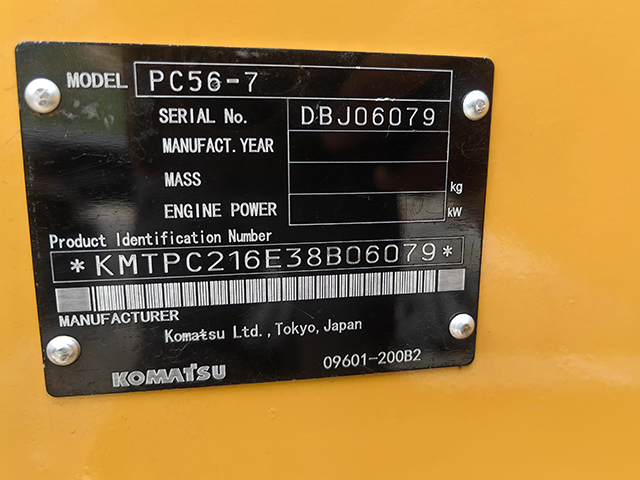 MODEL PC56-7
SERIAL No. DBJ06079
MANUFACT. YEAR
MASS kg
ENGINE POWER kW
Product Identification Number
*KMTPC216E38B06079*
MANUFACTURER
Komatsu Ltd.,Tokyo,Japan
KOMATSU 09601-200B2